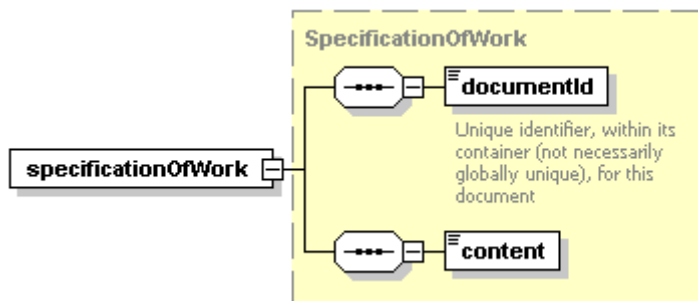 SpecificationOfWork
documentId
Unique identifier, within its
container (not necessarily
globally unique), for this
document
specificationOfWork
content